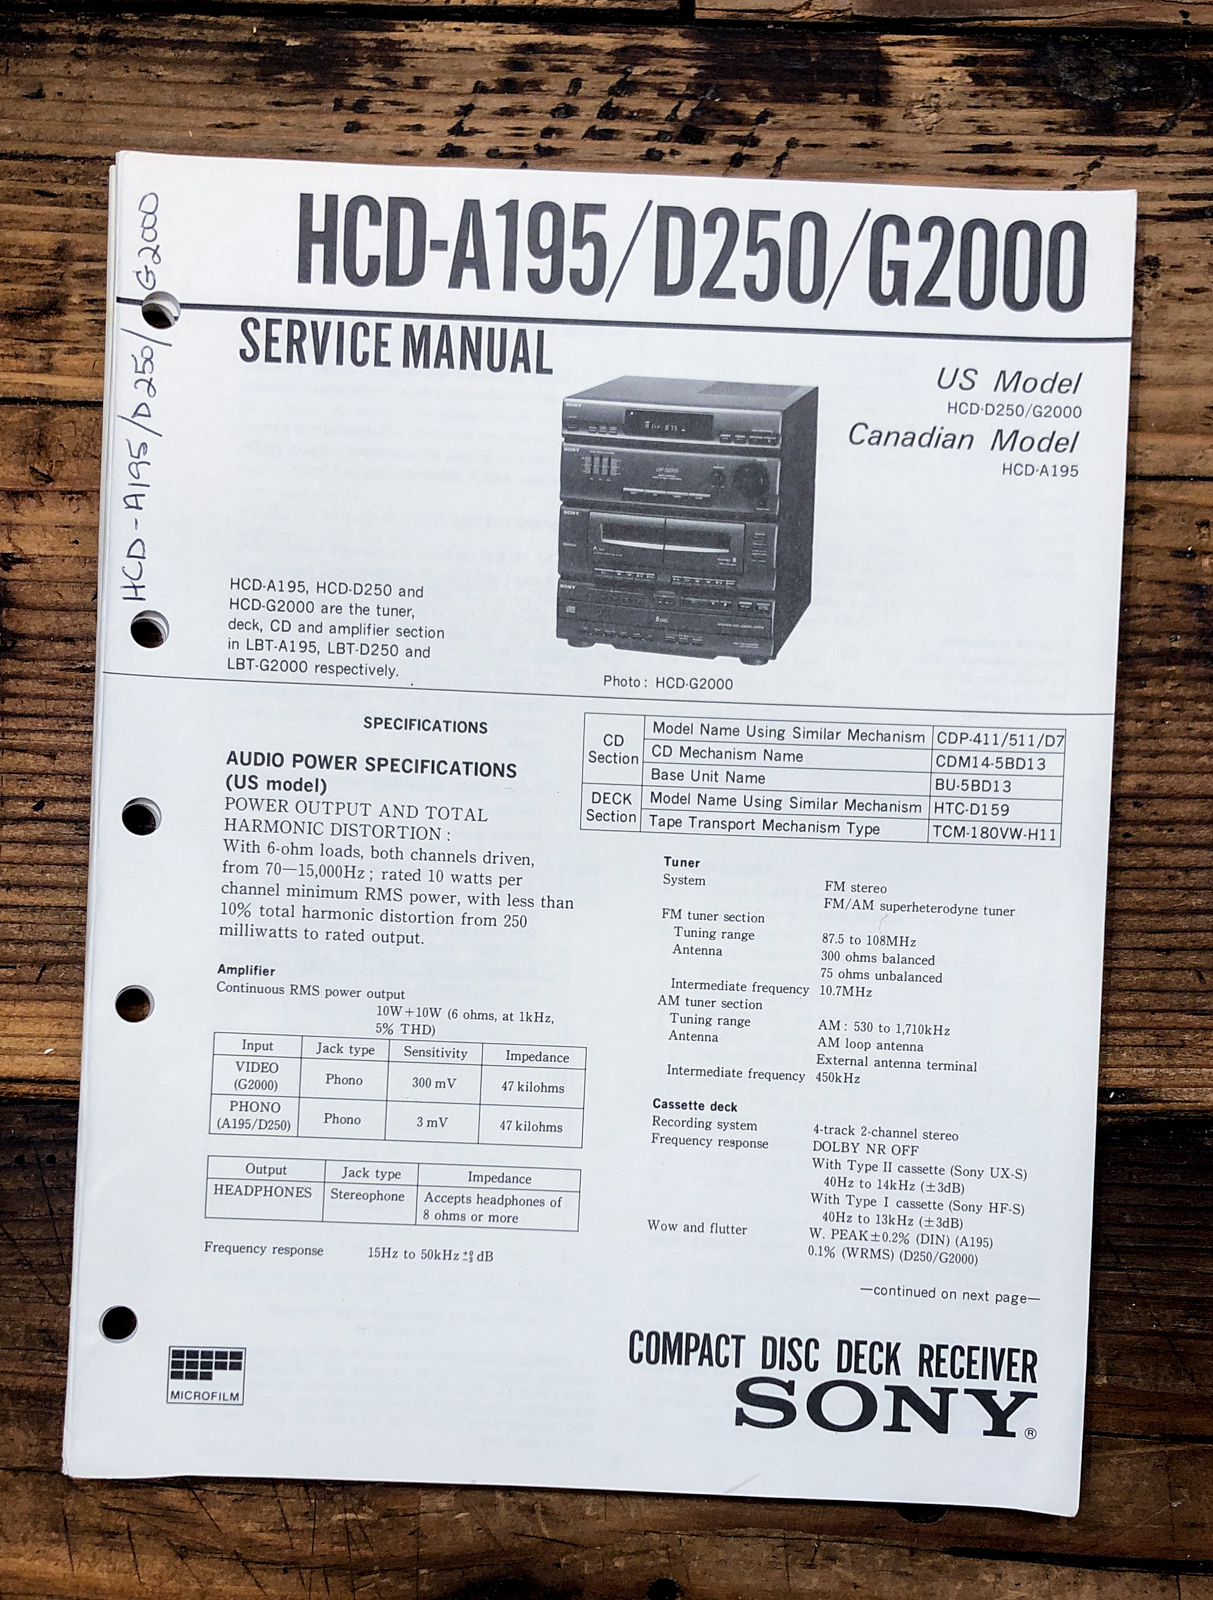 HCD-A195/D250/G2000
HCD-A195/D250/G2000
SERVICE MANUAL
US Model
HCD-D250/G2000
Canadian Model
HCD-A195
SONY
SONY
LBT-G2000
SONY
SONY
HCD-A195, HCD-D250 and
HCD-G2000 are the tuner,
deck, CD and amplifier section
in LBT-A195, LBT-D250 and
LBT-G2000 respectively.
Photo : HCD-G2000
SPECIFICATIONS
AUDIO POWER SPECIFICATIONS
(US model)
POWER OUTPUT AND TOTAL
HARMONIC DISTORTION :
With 6-ohm loads, both channels driven,
from 70—15,000Hz ; rated 10 watts per
channel minimum RMS power, with less than
10% total harmonic distortion from 250
milliwatts to rated output.
Amplifier
Continuous RMS power output
10W+10W (6 ohms, at 1kHz,
5% THD)
Input Jack type Sensitivity Impedance
VIDEO
(G2000) Phono 300 mV 47 kilohms
PHONO
(A195/D250) Phono 3 mV 47 kilohms
Output Jack type Impedance
HEADPHONES Stereophone Accepts headphones of
8 ohms or more
Frequency response 15Hz to 50kHz dB
CD
Section
Model Name Using Similar Mechanism CDP-411/511/D7
CD Mechanism Name CDM14-5BD13
Base Unit Name BU-5BD13
DECK
Section
Model Name Using Similar Mechanism HTC-D159
Tape Transport Mechanism Type TCM-180VW-H11
Tuner
System FM stereo
FM/AM superheterodyne tuner
FM tuner section
Tuning range 87.5 to 108MHz
Antenna 300 ohms balanced
75 ohms unbalanced
Intermediate frequency 10.7MHz
AM tuner section
Tuning range AM : 530 to 1,710kHz
Antenna AM loop antenna
External antenna terminal
Intermediate frequency 450kHz
Cassette deck
Recording system 4-track 2-channel stereo
Frequency response DOLBY NR OFF
With Type II cassette (Sony UX-S)
40Hz to 14kHz (±3dB)
With Type I cassette (Sony HF-S)
40Hz to 13kHz (±3dB)
Wow and flutter W. PEAK±0.2% (DIN) (A195)
0.1% (WRMS) (D250/G2000)
—continued on next page—
MICROFILM
COMPACT DISC DECK RECEIVER
SONY®